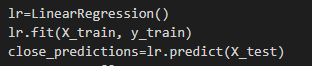 lr=LinearRegression()
lr.fit(X_train, y_train)
close_predictions=lr.predict(X_test)